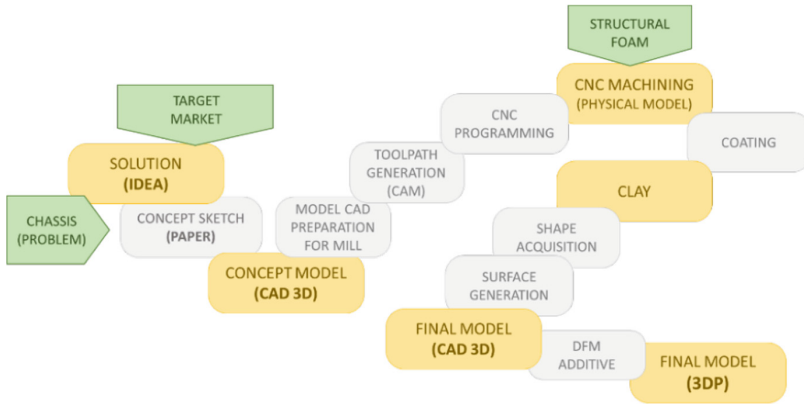 STRUCTURAL
FOAM
TARGET
MARKET
CNC MACHINING
(PHYSICAL MODEL)
CNC
PROGRAMMING
COATING
SOLUTION
(IDEA)
TOOLPATH
GENERATION
(CAM)
CLAY
CHASSIS
(PROBLEM)
CONCEPT SKETCH
(PAPER)
MODEL CAD
PREPARATION
FOR MILL
SHAPE
ACQUISITION
CONCEPT MODEL
(CAD 3D)
SURFACE
GENERATION
FINAL MODEL
(CAD 3D)
DFM
ADDITIVE
FINAL MODEL
(3DP)